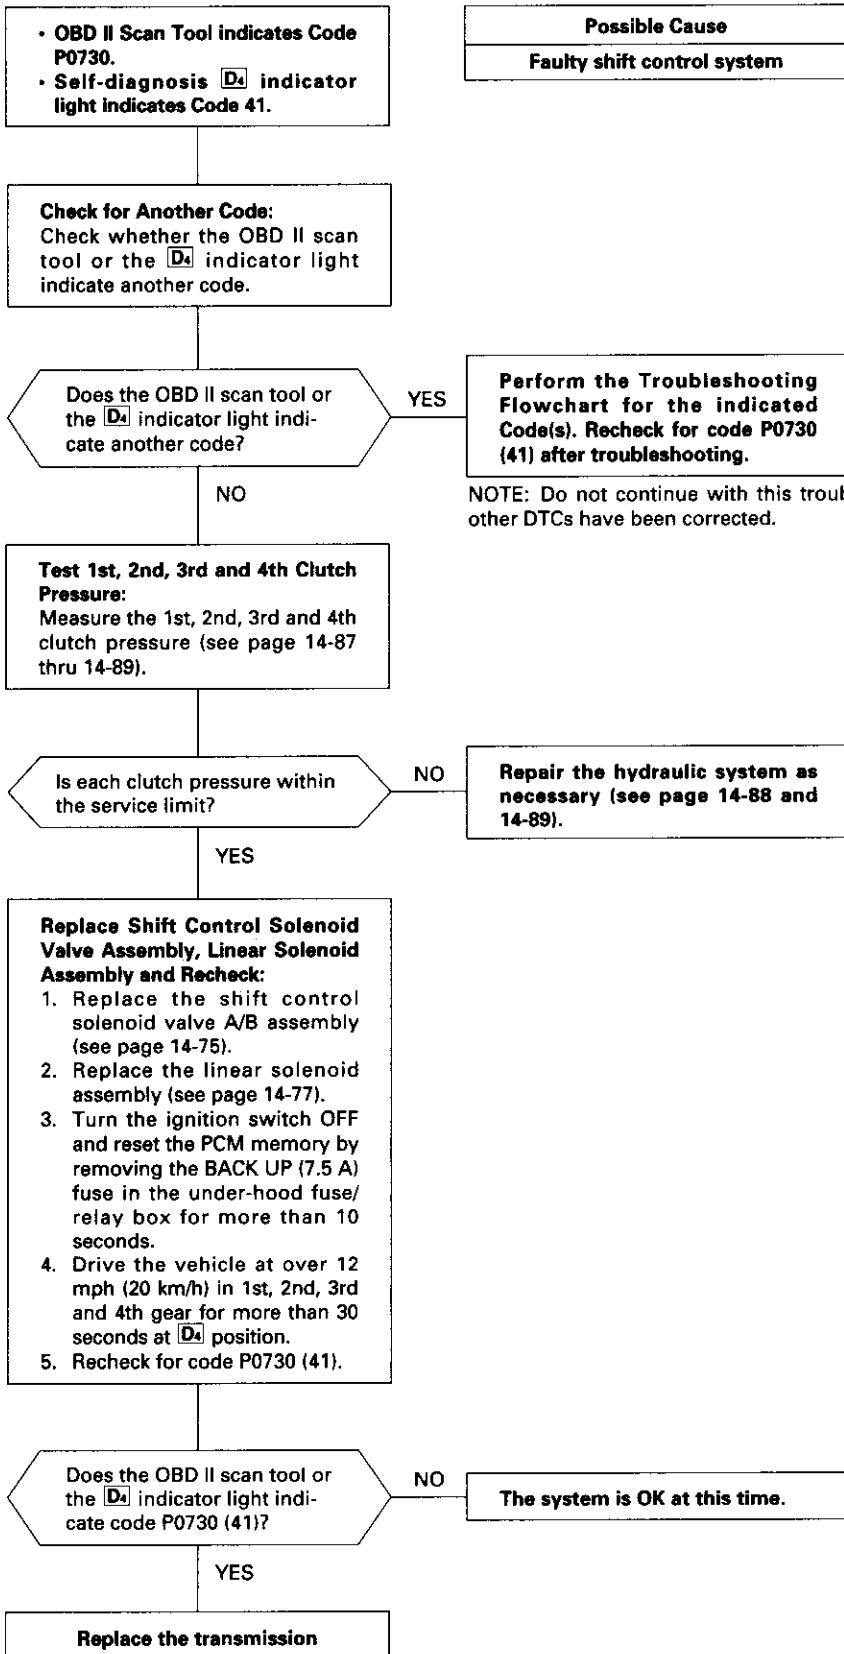 • OBD II Scan Tool indicates Code
P0730.
• Self-diagnosis D4 indicator
light indicates Code 41.
Possible Cause
Faulty shift control system
Check for Another Code:
Check whether the OBD II scan
tool or the D4 indicator light
indicate another code.
Does the OBD II scan tool or
the D4 indicator light indi-
cate another code?
YES
Perform the Troubleshooting
Flowchart for the indicated
Code(s). Recheck for code P0730
(41) after troubleshooting.
NO
NOTE: Do not continue with this troub
other DTCs have been corrected.
Test 1st, 2nd, 3rd and 4th Clutch
Pressure:
Measure the 1st, 2nd, 3rd and 4th
clutch pressure (see page 14-87
thru 14-89).
Is each clutch pressure within
the service limit?
NO
Repair the hydraulic system as
necessary (see page 14-88 and
14-89).
YES
Replace Shift Control Solenoid
Valve Assembly, Linear Solenoid
Assembly and Recheck:
1. Replace the shift control
solenoid valve A/B assembly
(see page 14-75).
2. Replace the linear solenoid
assembly (see page 14-77).
3. Turn the ignition switch OFF
and reset the PCM memory by
removing the BACK UP (7.5 A)
fuse in the under-hood fuse/
relay box for more than 10
seconds.
4. Drive the vehicle at over 12
mph (20 km/h) in 1st, 2nd, 3rd
and 4th gear for more than 30
seconds at D4 position.
5. Recheck for code P0730 (41).
Does the OBD II scan tool or
the D4 indicator light indi-
cate code P0730 (41)?
NO
The system is OK at this time.
YES
Replace the transmission